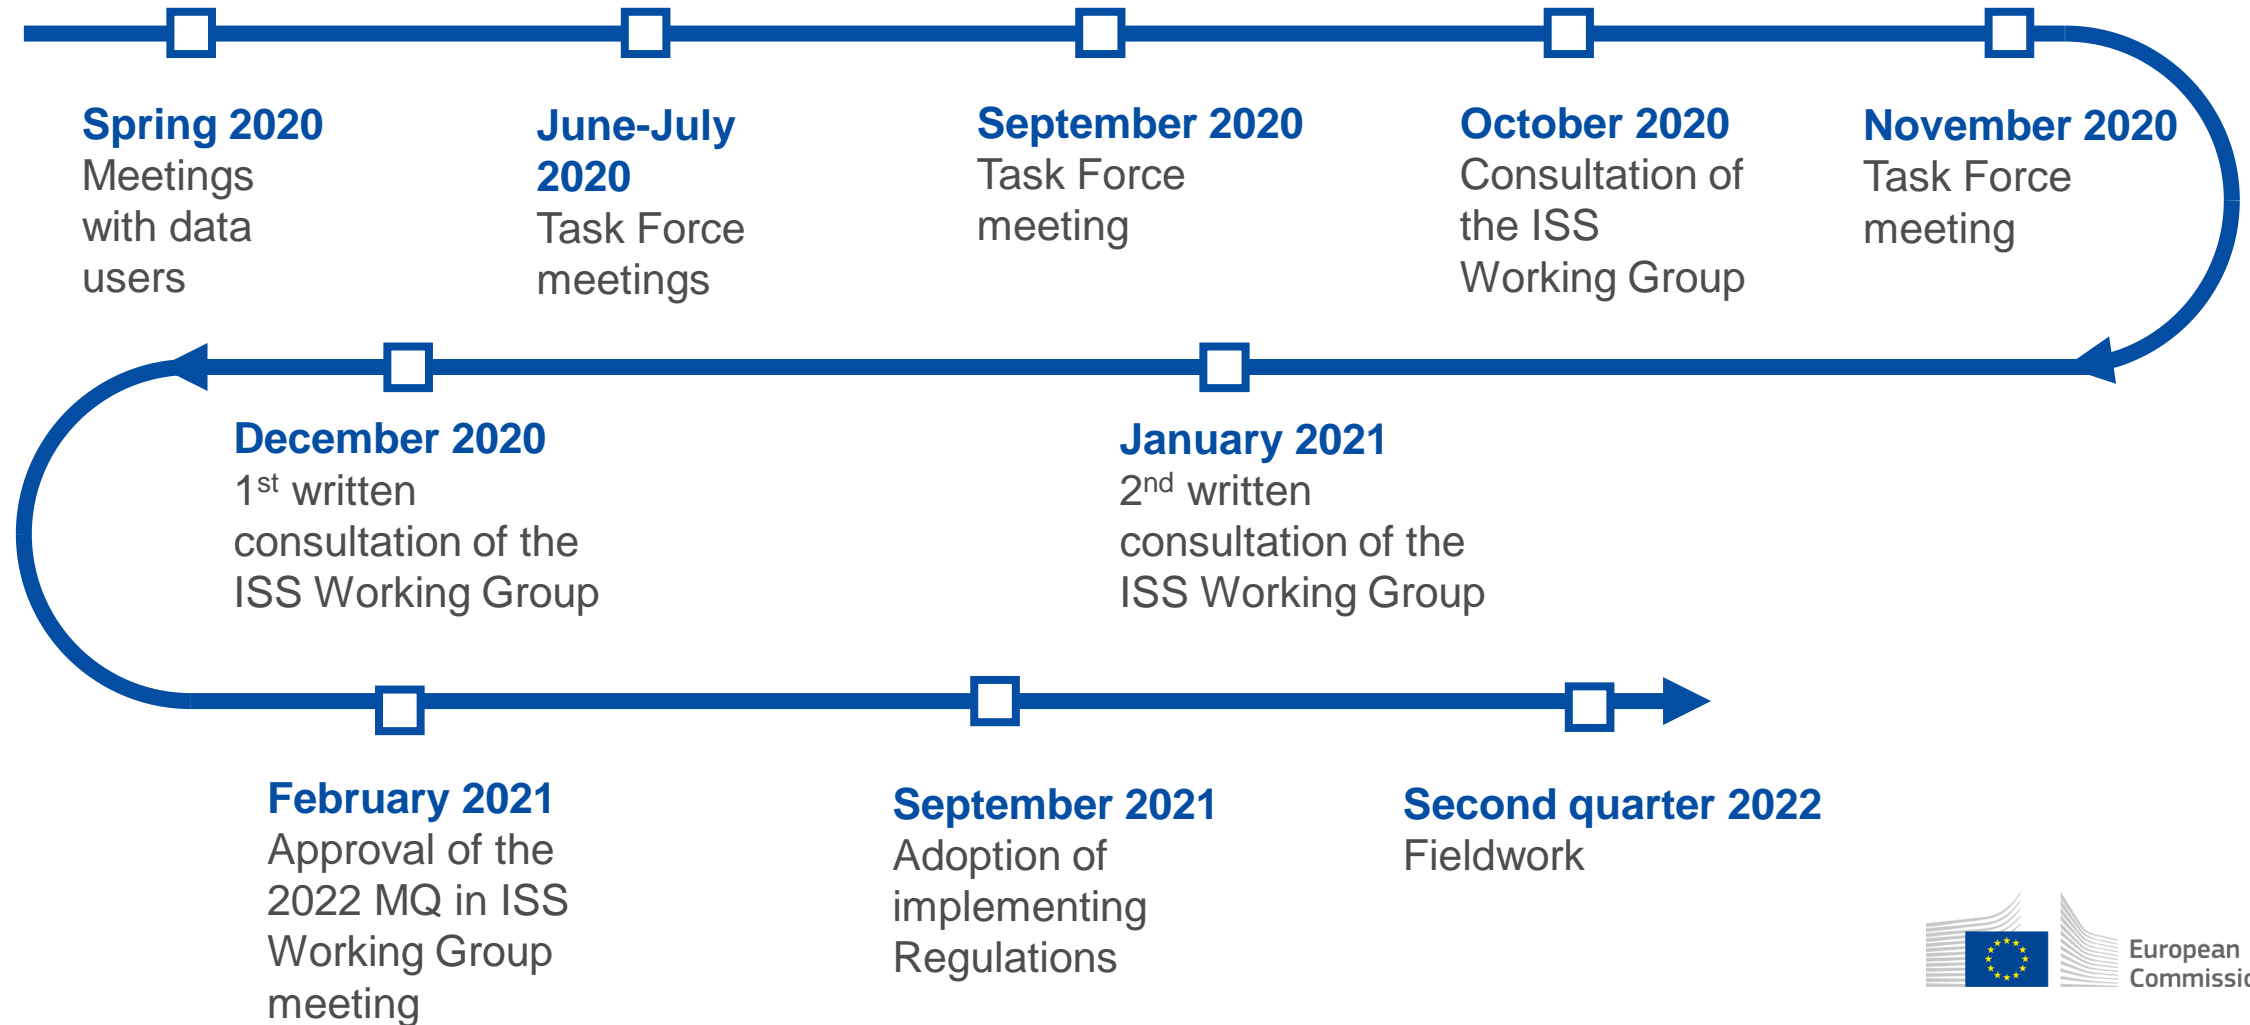 Spring 2020
Meetings
with data
users
June-July
2020
Task Force
meetings
September 2020
Task Force
meeting
October 2020
Consultation of
the ISS
Working Group
November 2020
Task Force
meeting
December 2020
1st written
consultation of the
ISS Working Group
January 2021
2nd written
consultation of the
ISS Working Group
February 2021
Approval of the
2022 MQ in ISS
Working Group
meeting
September 2021
Adoption of
implementing
Regulations
Second quarter 2022
Fieldwork
European
Commissio